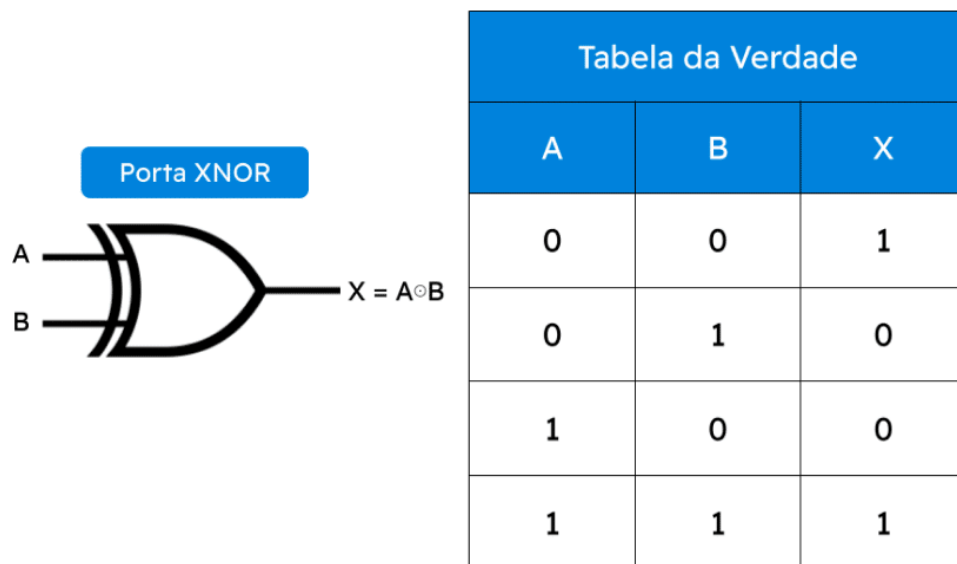 Porta XNOR
A
B
X = A⊙B
Tabela da Verdade
A B X
0 0 1
0 1 0
1 0 0
1 1 1